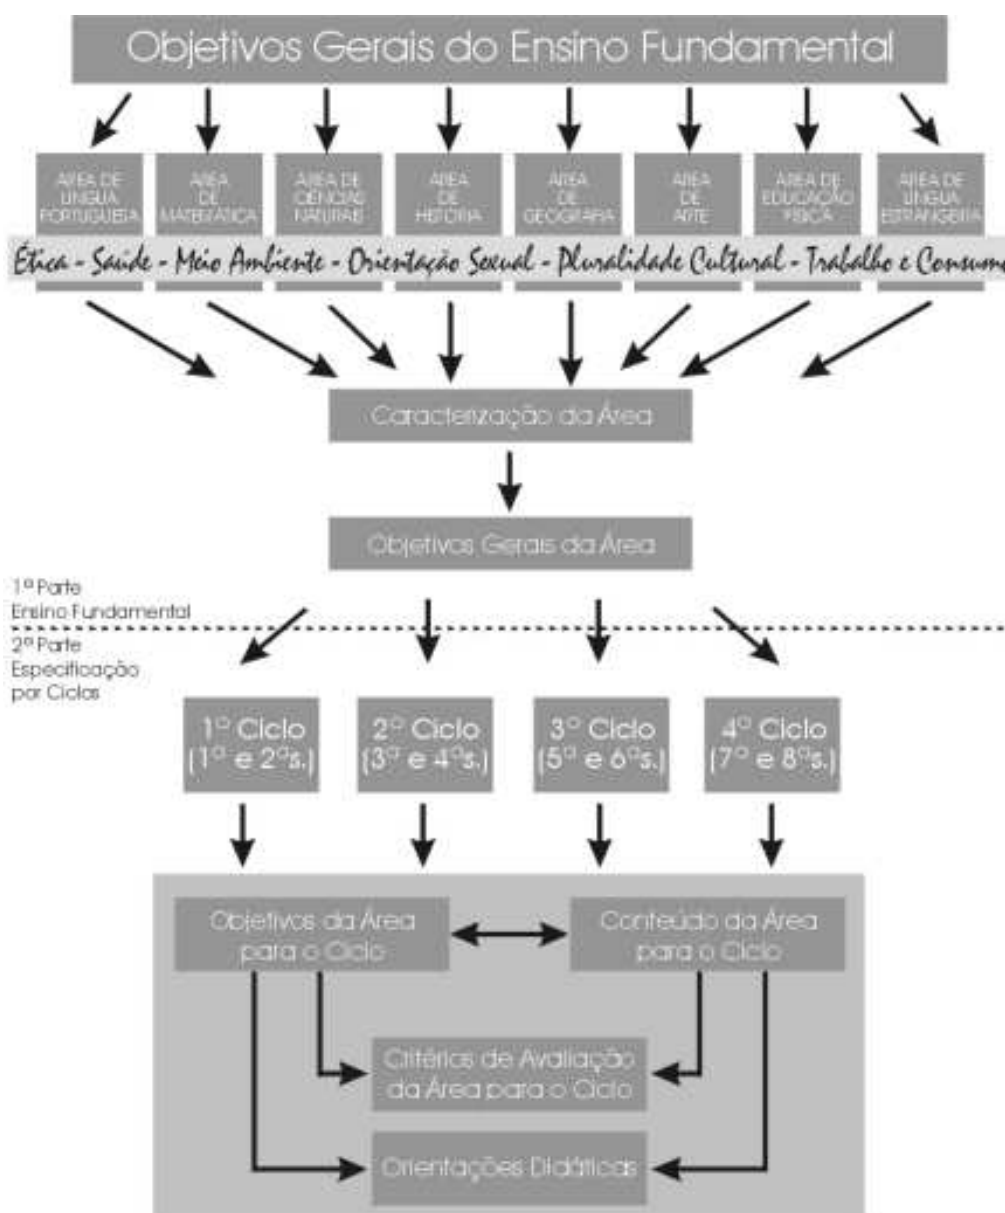 Objetivos Gerais do Ensino Fundamental
ÁREA DE
LÍNGUA
PORTUGUESA
ÁREA
DE
MATEMÁTICA
ÁREA DE
CIÊNCIAS
NATURAIS
ÁREA
DE
HISTÓRIA
ÁREA
DE
GEOGRAFIA
ÁREA
DE
ARTE
ÁREA DE
EDUCAÇÃO
FÍSICA
ÁREA DE
LÍNGUA
ESTRANGEIRA
Ética - Saúde - Meio Ambiente - Orientação Sexual - Pluralidade Cultural - Trabalho e Consumo
Caracterização da Área
Objetivos Gerais da Área
1ª Parte
Ensino Fundamental
2ª Parte
Especificação
por Ciclos
1º Ciclo
(1ª e 2ªs.)
2º Ciclo
(3ª e 4ªs.)
3º Ciclo
(5ª e 6ªs.)
4º Ciclo
(7ª e 8ªs.)
Objetivos da Área
para o Ciclo
Conteúdo da Área
para o Ciclo
Critérios de Avaliação
da Área para o Ciclo
Orientações Didáticas